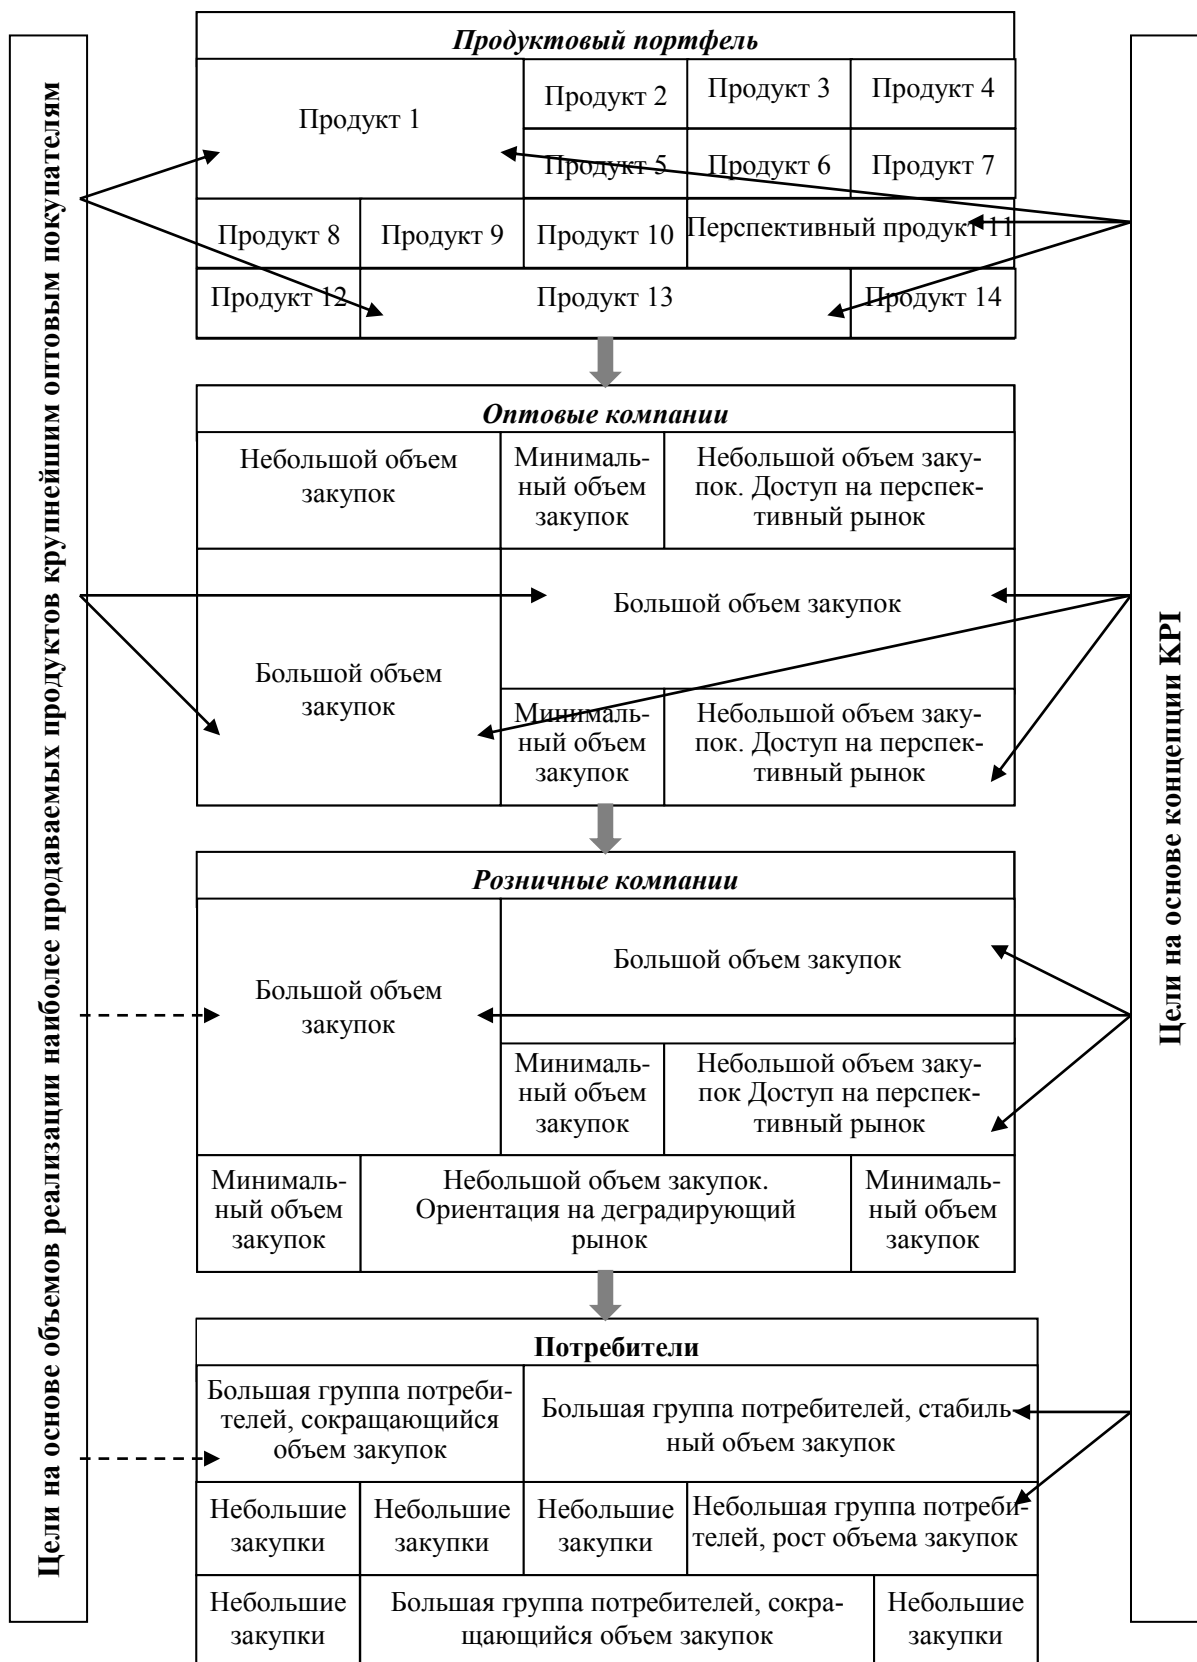 Цели на основе объемов реализации наиболее продаваемых продуктов крупнейшим оптовым покупателям
Продуктовый портфель
Продукт 1
Продукт 2
Продукт 3
Продукт 4
Продукт 5
Продукт 6
Продукт 7
Продукт 8
Продукт 9
Продукт 10
Перспективный продукт 11
Продукт 12
Продукт 13
Продукт 14
Оптовые компании
Небольшой объем
закупок
Минималь-
ный объем
закупок
Небольшой объем заку-
пок. Доступ на перспек-
тивный рынок
Большой объем
закупок
Большой объем закупок
Минималь-
ный объем
закупок
Небольшой объем заку-
пок. Доступ на перспек-
тивный рынок
Розничные компании
Большой объем
закупок
Большой объем закупок
Минималь-
ный объем
закупок
Небольшой объем заку-
пок Доступ на перспек-
тивный рынок
Минималь-
ный объем
закупок
Небольшой объем закупок.
Ориентация на деградирующий
рынок
Минималь-
ный объем
закупок
Потребители
Большая группа потреби-
телей, сокращающийся
объем закупок
Большая группа потребителей, стабиль
ный объем закупок
Небольшие
закупки
Небольшие
закупки
Небольшие
закупки
Небольшая группа потреби-
телей, рост объема закупок
Небольшие
закупки
Большая группа потребителей, сокра-
щающийся объем закупок
Небольшие
закупки
Цели на основе концепции KPI